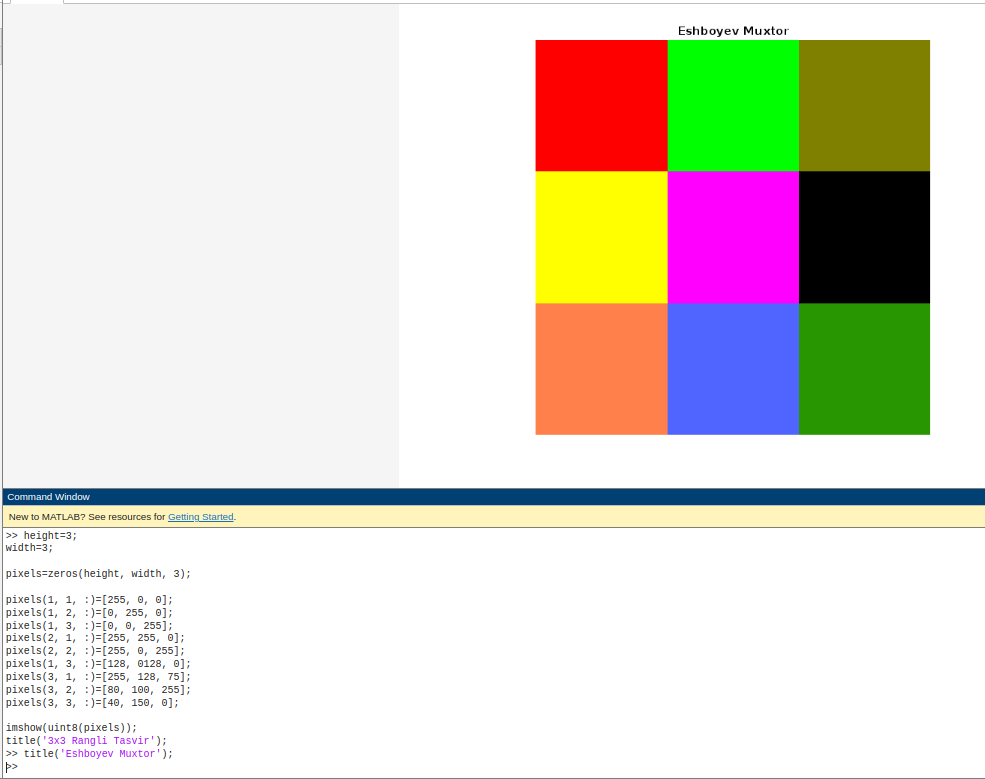 Eshboyev Muxtor
Command Window
New to MATLAB? See resources for Getting Started.
>> height=3;
width=3;
pixels=zeros(height, width, 3);
pixels(1, 1, :)=[255, 0, 0];
pixels(1, 2, :)=[0, 255, 0];
pixels(1, 3, :)=[0, 0, 255];
pixels(2, 1, :)=[255, 255, 0];
pixels(2, 2, :)=[255, 0, 255];
pixels(1, 3, :)=[128, 0128, 0];
pixels(3, 1, :)=[255, 128, 75];
pixels(3, 2, :)=[80, 100, 255];
pixels(3, 3, :)=[40, 150, 0];
imshow(uint8(pixels));
title('3x3 Rangli Tasvir');
>> title('Eshboyev Muxtor');
>>